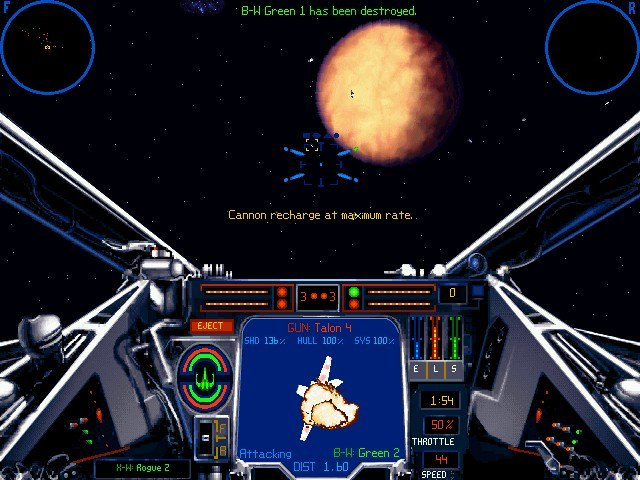 F
B-W Green 1 has been destroyed.
R
Cannon recharge at maximum rate.
3 3
0
EJECT
GUN: Talon 4
SHD 136% HULL 100% SYS 100%
E L S
1:54
50%
THROTTLE
44
SPEED
Attacking
B-W: Green 2
DIST 1.60
X-W: Rogue 2